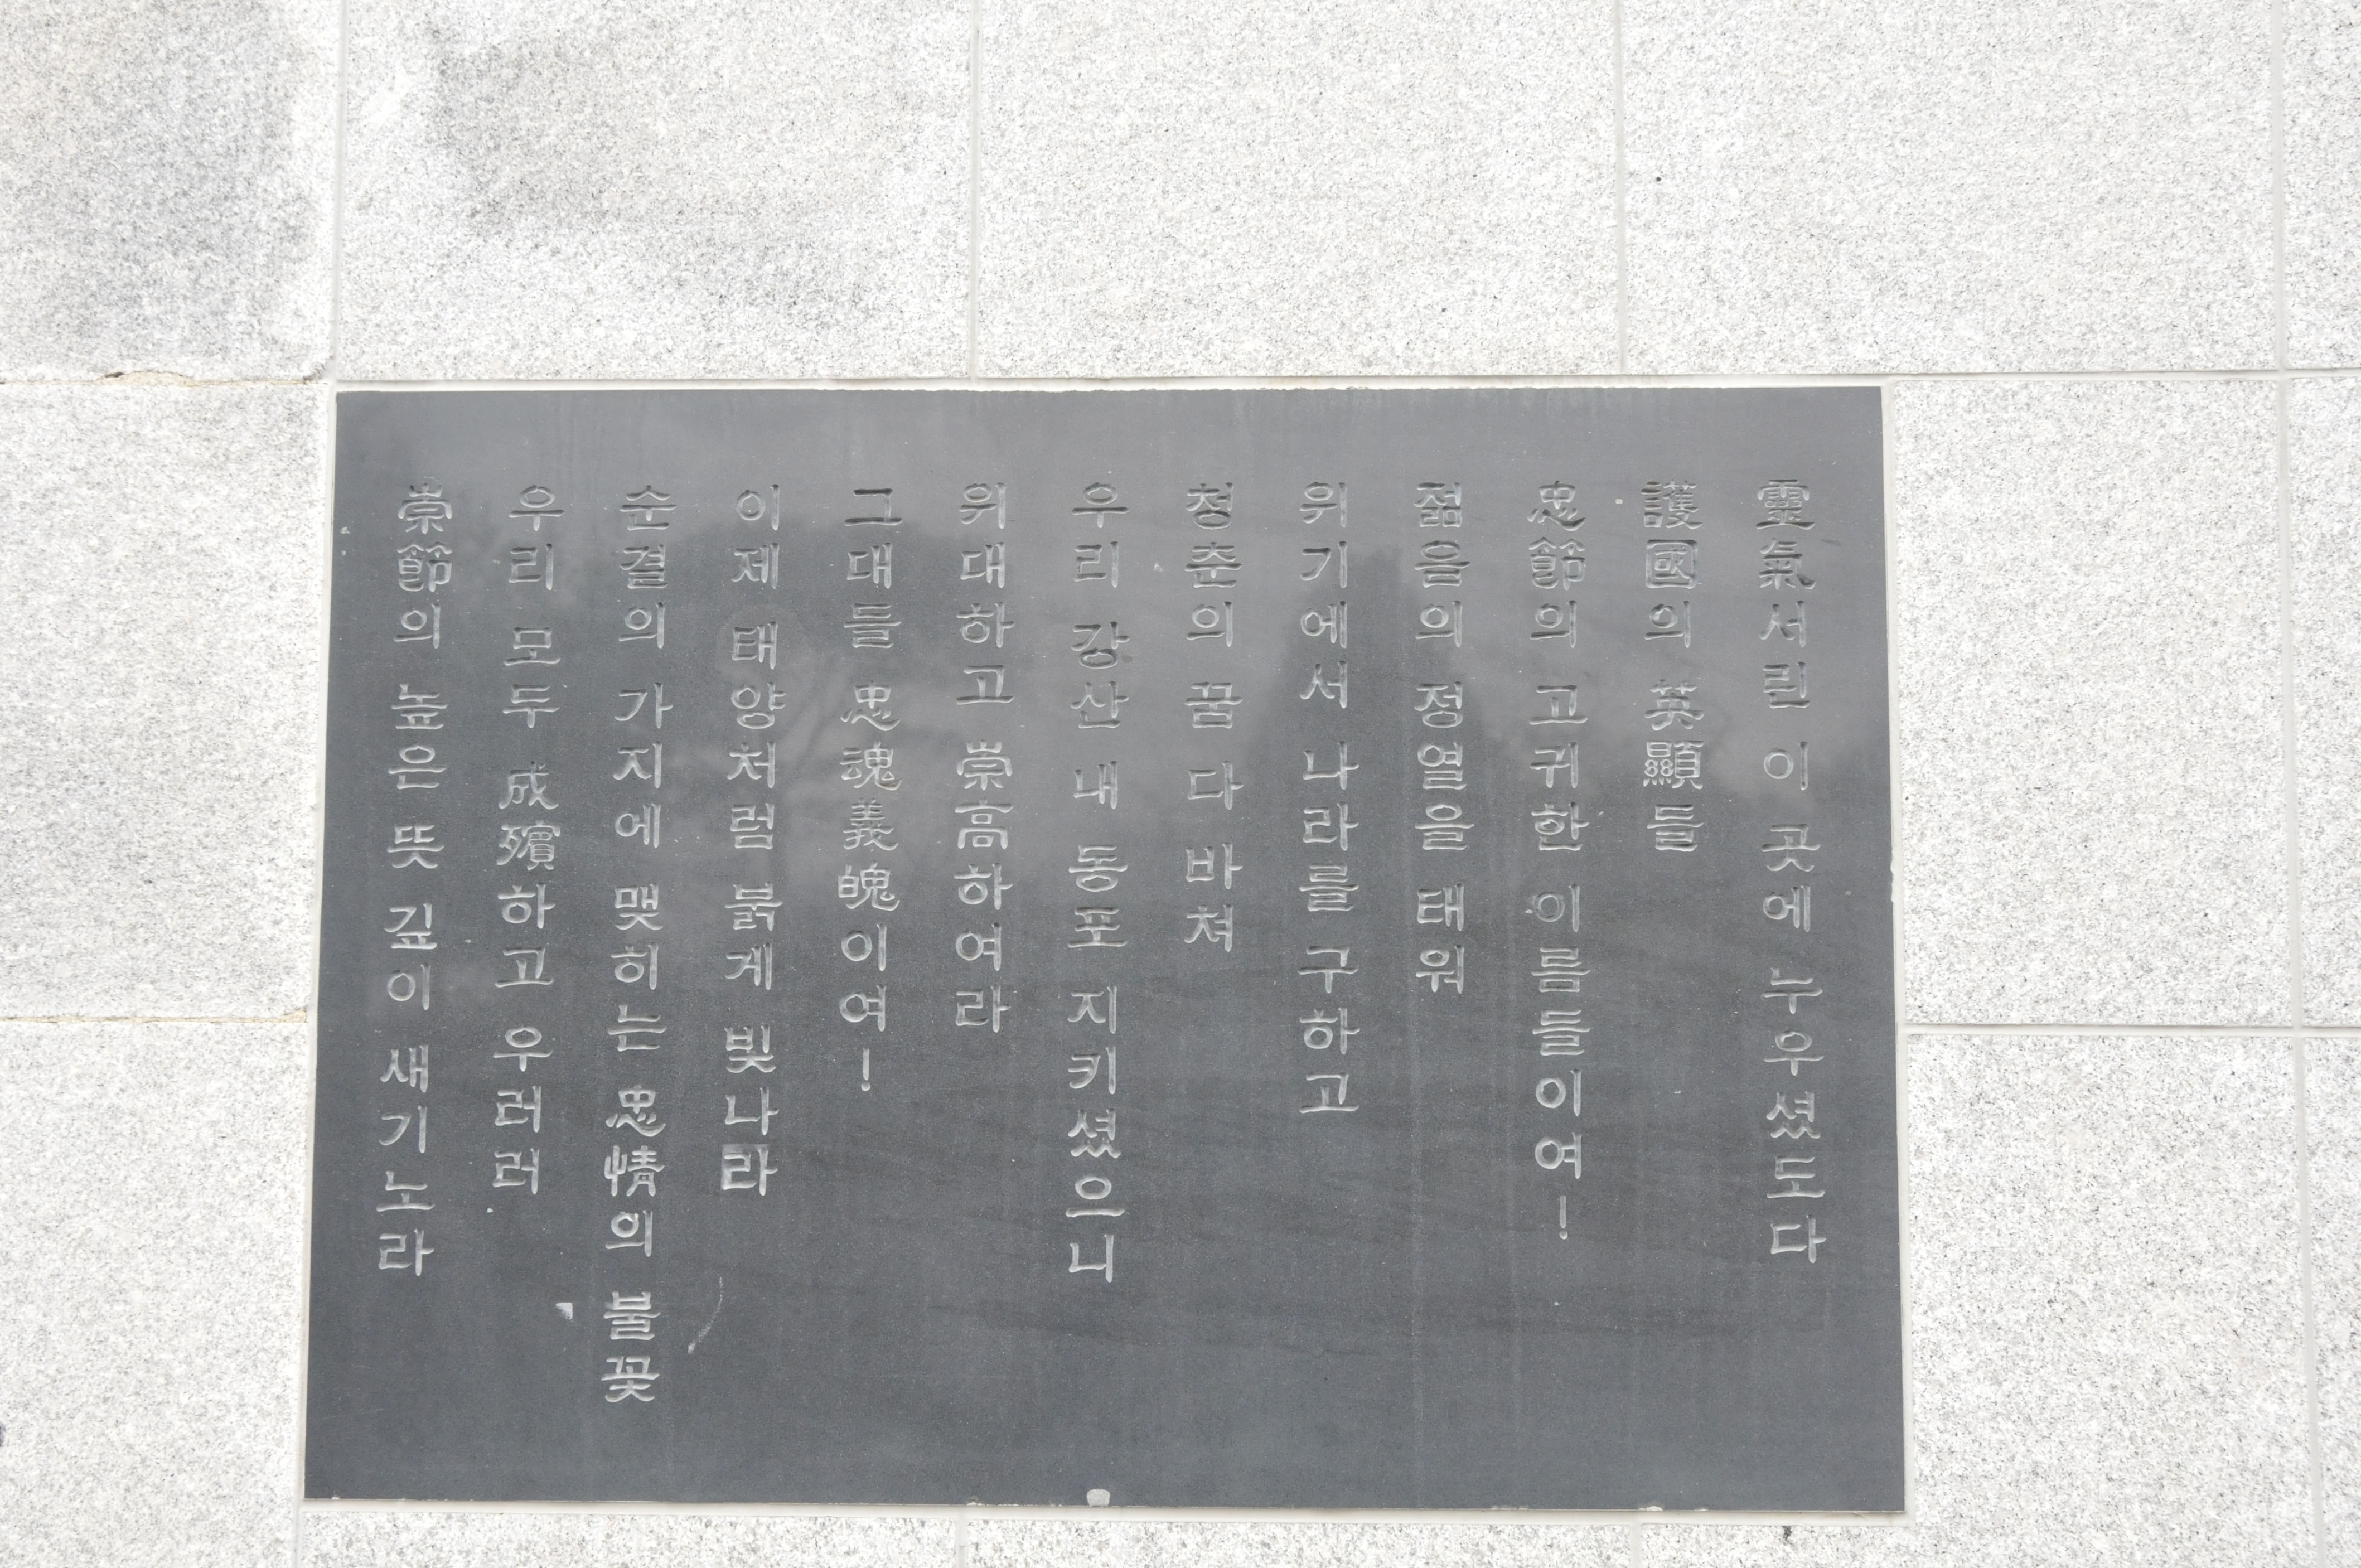 靈氣서린 이 곳에 누우셨도다
護國의 英顯들
忠節의 고귀한 이름들이여!
젊음의 정열을 태워
위기에서 나라를 구하고
청춘의 꿈 다 바쳐
우리 강산 내 동포 지키셨으니
위대하고 崇高하여라
그대들 忠魂義魄이여!
이제 태양처럼 붉게 빛나라
순결의 가지에 맺히는 忠情의 불꽃
우리 모두 成殯하고 우러러
崇節의 높은 뜻 깊이 새기노라